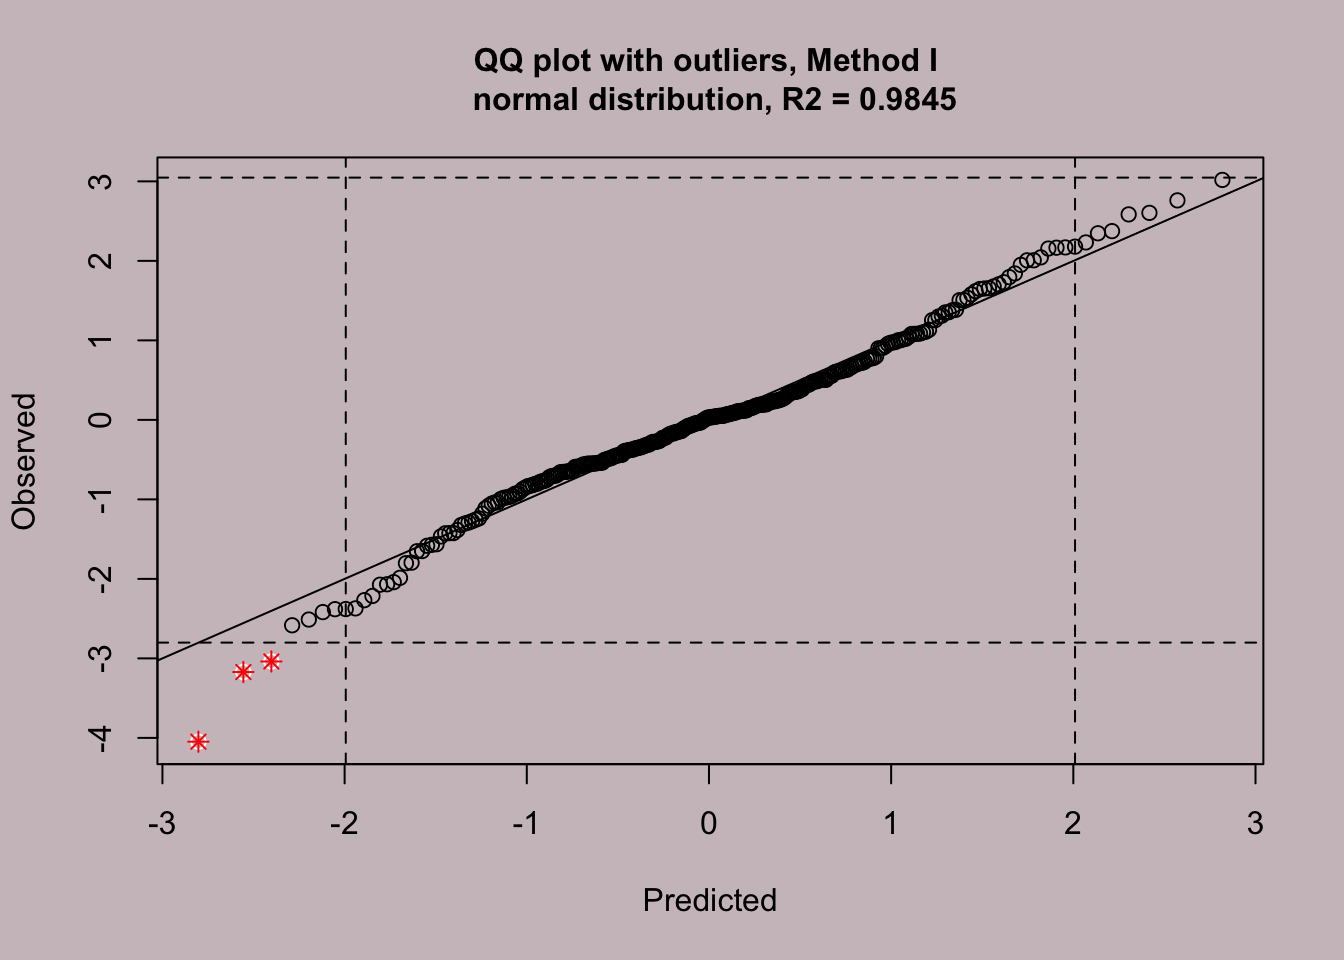 QQ plot with outliers, Method I
normal distribution, R2 = 0.9845
Observed
3
2
1
0
-1
-2
-3
-4
-3 -2 -1 0 1 2 3
Predicted